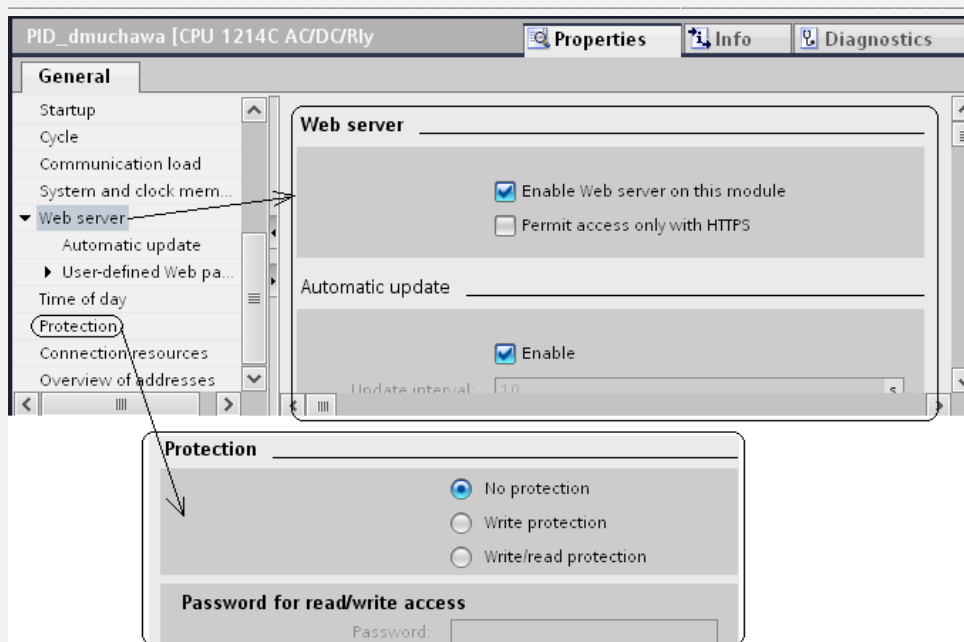 PID_dmuchawa [CPU 1214C AC/DC/Rly
Properties
Info
Diagnostics
General
Startup
Cycle
Communication load
System and clock mem...
Web server
Automatic update
User-defined Web pa...
Time of day
Protection
Connection resources
Overview of addresses
Web server
Enable Web server on this module
Permit access only with HTTPS
Automatic update
Enable
Update interval: 10 s
Protection
No protection
Write protection
Write/read protection
Password for read/write access
Password: